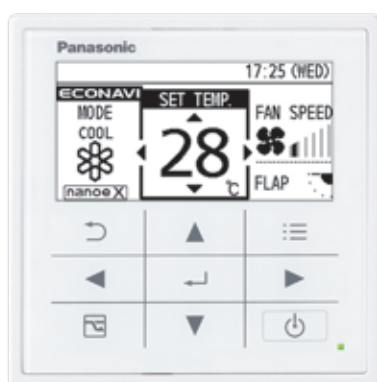 Panasonic
17:25 (WED)
ECONAVI
MODE
COOL
nanoe X
SET TEMP.
28
℃
FAN SPEED
FLAP